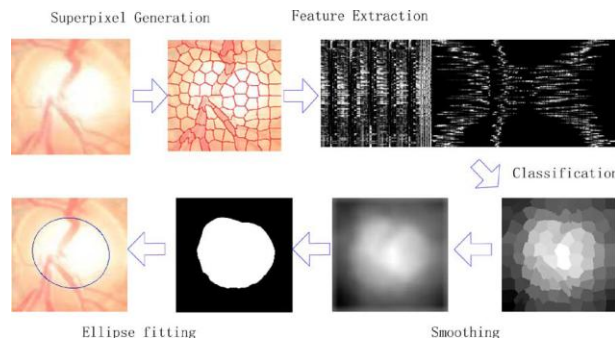 Superpixel Generation
Feature Extraction
Classification
Ellipse fitting
Smoothing